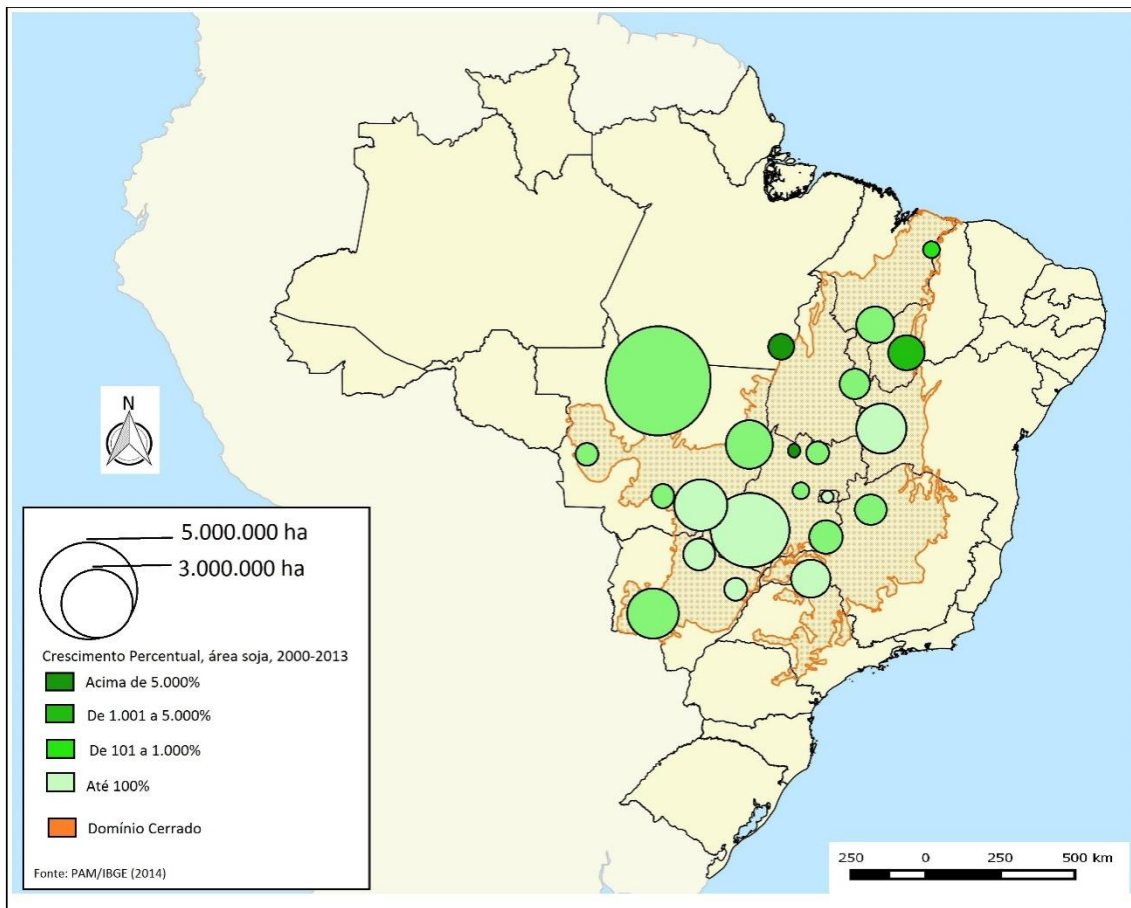 N
5.000.000 ha
3.000.000 ha
Crescimento Percentual, área soja, 2000-2013
Acima de 5.000%
De 1.001 a 5.000%
De 101 a 1.000%
Até 100%
Domínio Cerrado
Fonte: PAM/IBGE (2014)
250 0 250 500 km